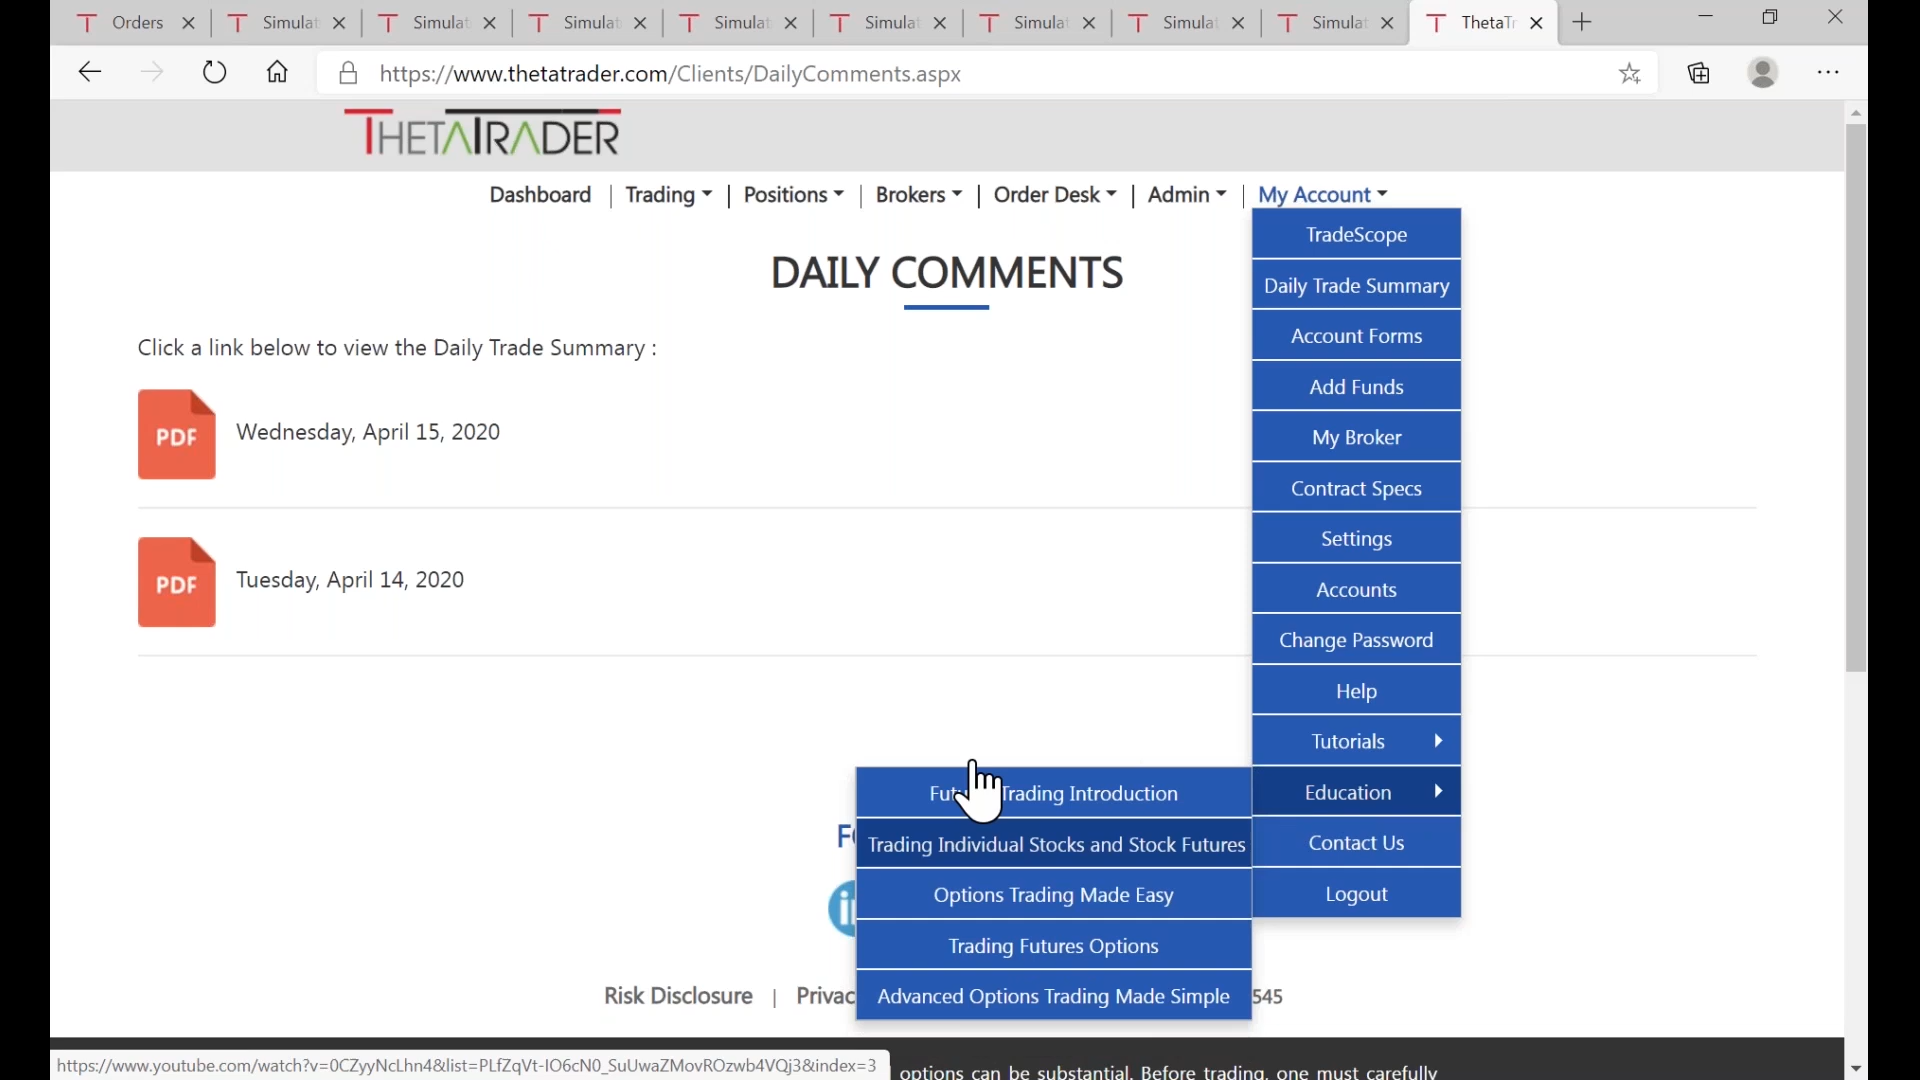 Orders
Simulat
Simulat
Simulat
Simulat
Simulat
Simulat
Simulat
Simulat
ThetaTr
https://www.thetatrader.com/Clients/DailyComments.aspx
THETATRADER
Dashboard | Trading | Positions | Brokers | Order Desk | Admin | My Account
TradeScope
Daily Trade Summary
Account Forms
Add Funds
My Broker
Contract Specs
Settings
Accounts
Change Password
Help
Tutorials
Education
Contact Us
Logout
DAILY COMMENTS
Click a link below to view the Daily Trade Summary :
PDF Wednesday, April 15, 2020
PDF Tuesday, April 14, 2020
Trading Introduction
Trading Individual Stocks and Stock Futures
Options Trading Made Easy
Trading Futures Options
Advanced Options Trading Made Simple
Risk Disclosure | Privac
545
https://www.youtube.com/watch?v=0CZyyNcLhn4&list=PLfZqVt-IO6cN0_SuUwaZMovROzwb4VQj3&index=3
options can be substantial. Before trading, one must carefully